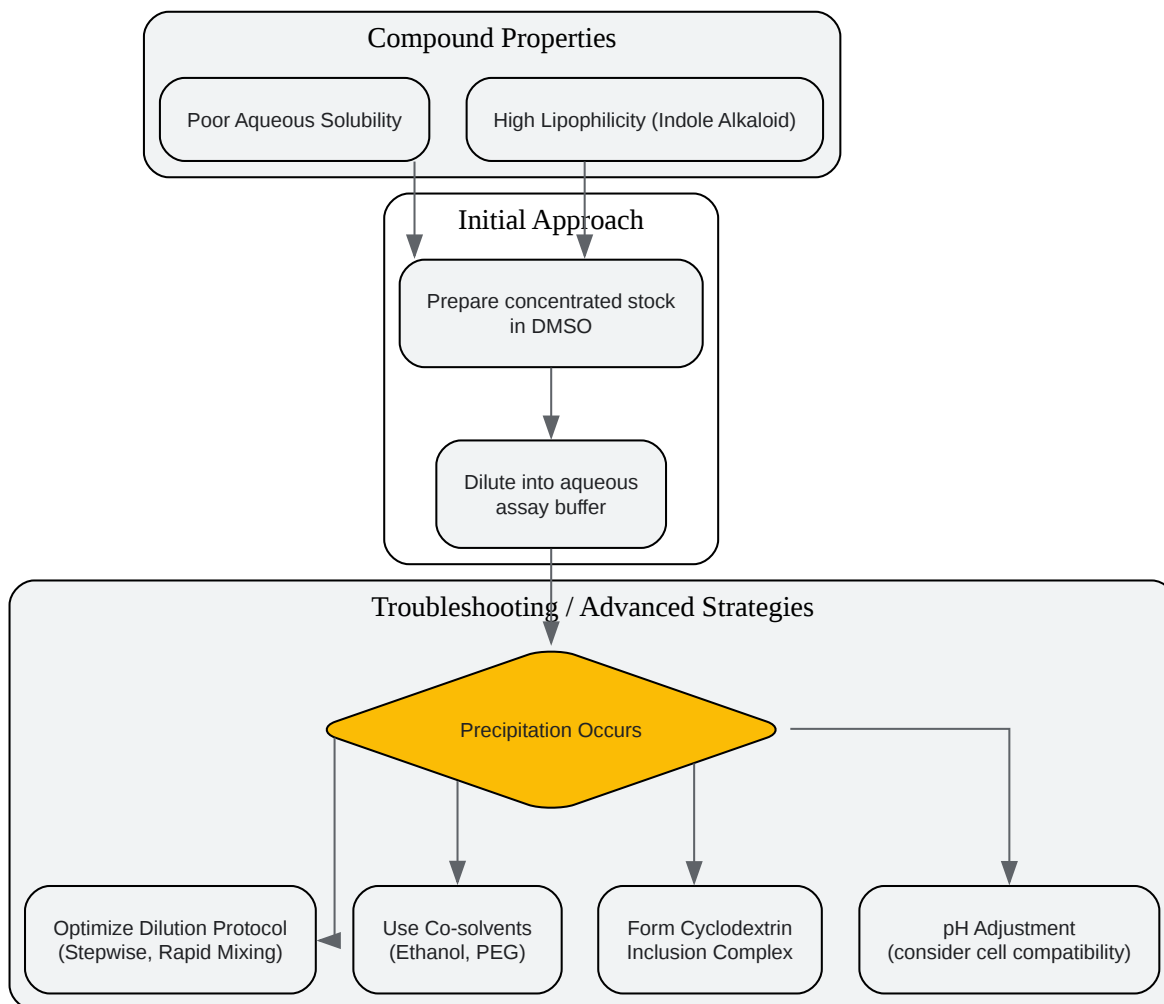 Compound Properties
Poor Aqueous Solubility
High Lipophilicity (Indole Alkaloid)
Initial Approach
Prepare concentrated stock
in DMSO
Dilute into aqueous
assay buffer
Troubleshooting / Advanced Strategies
Precipitation Occurs
Optimize Dilution Protocol
(Stepwise, Rapid Mixing)
Use Co-solvents
(Ethanol, PEG)
Form Cyclodextrin
Inclusion Complex
pH Adjustment
(consider cell compatibility)